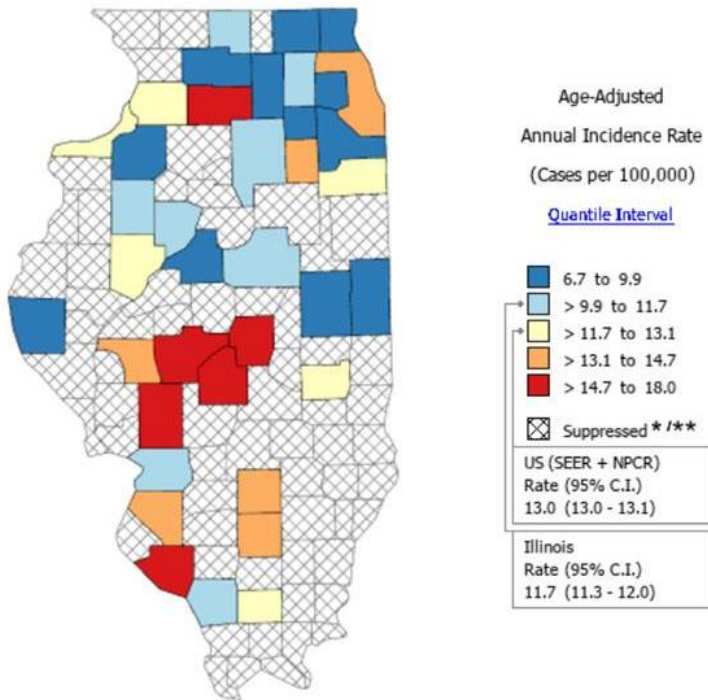 Age-Adjusted
Annual Incidence Rate
(Cases per 100,000)
Quantile Interval
6.7 to 9.9
> 9.9 to 11.7
> 11.7 to 13.1
> 13.1 to 14.7
> 14.7 to 18.0
Suppressed * /**
US (SEER + NPCR)
Rate (95% C.I.)
13.0 (13.0 - 13.1)
Illinois
Rate (95% C.I.)
11.7 (11.3 - 12.0)